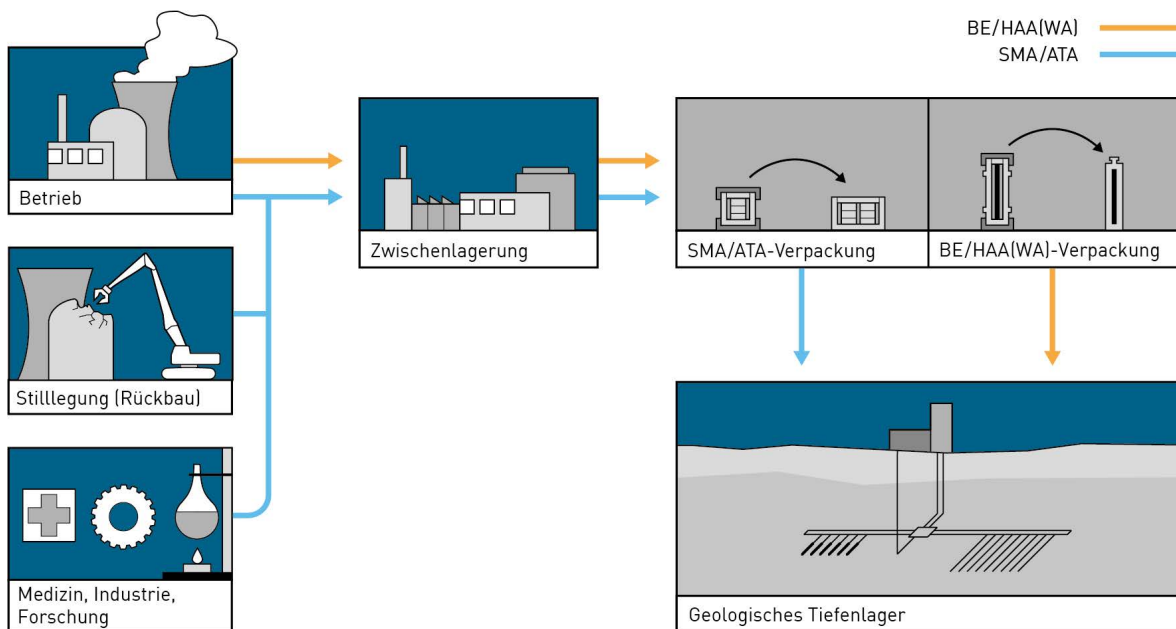 BE/HAA(WA)
SMA/ATA
Betrieb
Zwischenlagerung
SMA/ATA-Verpackung
BE/HAA(WA)-Verpackung
Stilllegung (Rückbau)
Medizin, Industrie,
Forschung
Geologisches Tiefenlager